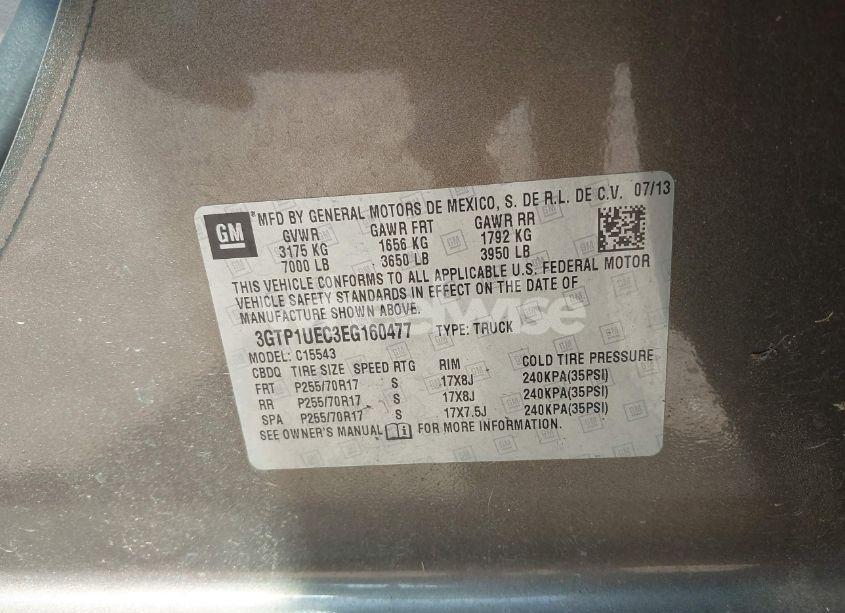 GM ® MFD BY GENERAL MOTORS DE MEXICO, S. DE R.L. DE C.V. 07/13
GVWR GAWR FRT GAWR RR
3175 KG 1656 KG 1792 KG
7000 LB 3650 LB 3950 LB
THIS VEHICLE CONFORMS TO ALL APPLICABLE U.S. FEDERAL MOTOR
VEHICLE SAFETY STANDARDS IN EFFECT ON THE DATE OF
MANUFACTURE SHOWN ABOVE.
3GTP1UEC3EG160477 TYPE: TRUCK
MODEL: C15543
CBDQ TIRE SIZE SPEED RTG RIM COLD TIRE PRESSURE
FRT P255/70R17 S 17X8J 240KPA(35PSI)
RR P255/70R17 S 17X8J 240KPA(35PSI)
SPA P255/70R17 S 17X7.5J 240KPA(35PSI)
SEE OWNER'S MANUAL FOR MORE INFORMATION.